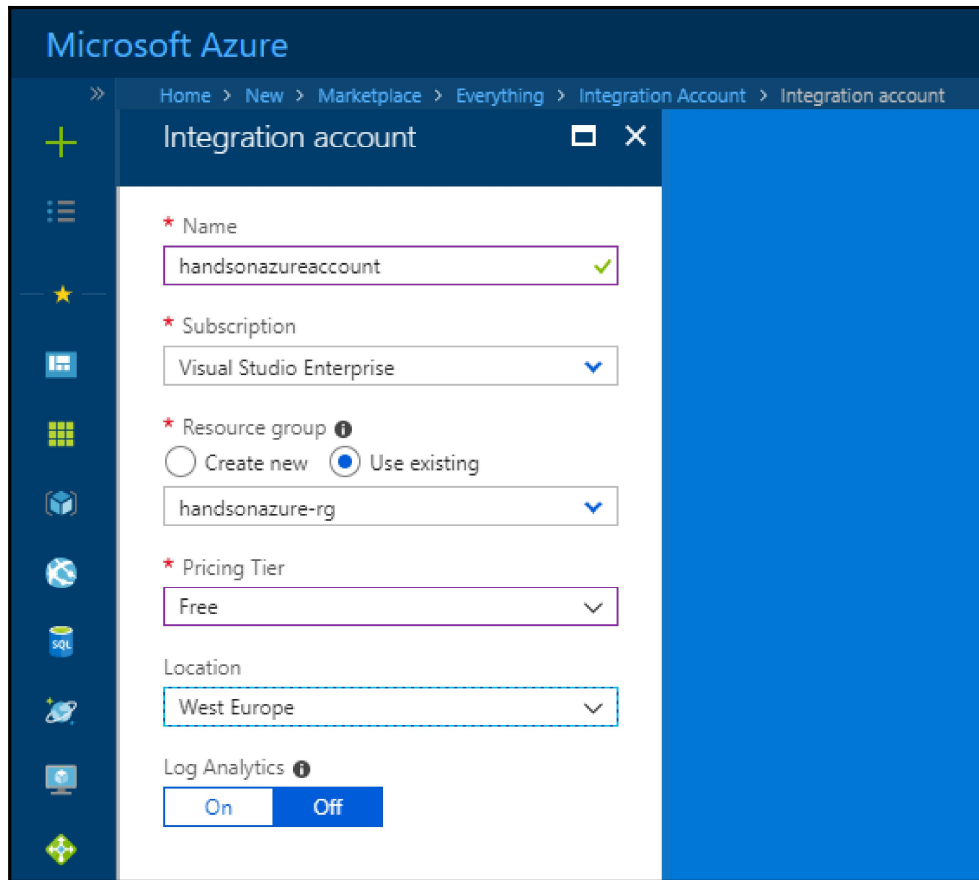 Microsoft Azure
Home > New > Marketplace > Everything > Integration Account > Integration account
Integration account
* Name
handsonazureaccount
* Subscription
Visual Studio Enterprise
* Resource group
Create new Use existing
handsonazure-rg
* Pricing Tier
Free
Location
West Europe
Log Analytics
On Off
SQL